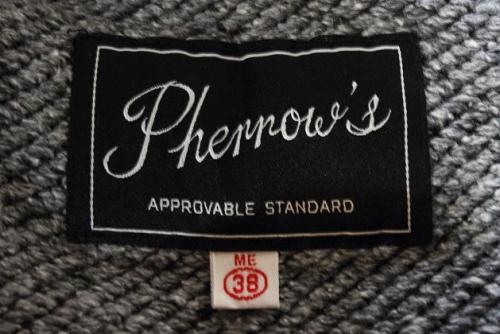 Pherrow's
APPROVABLE STANDARD
ME
38